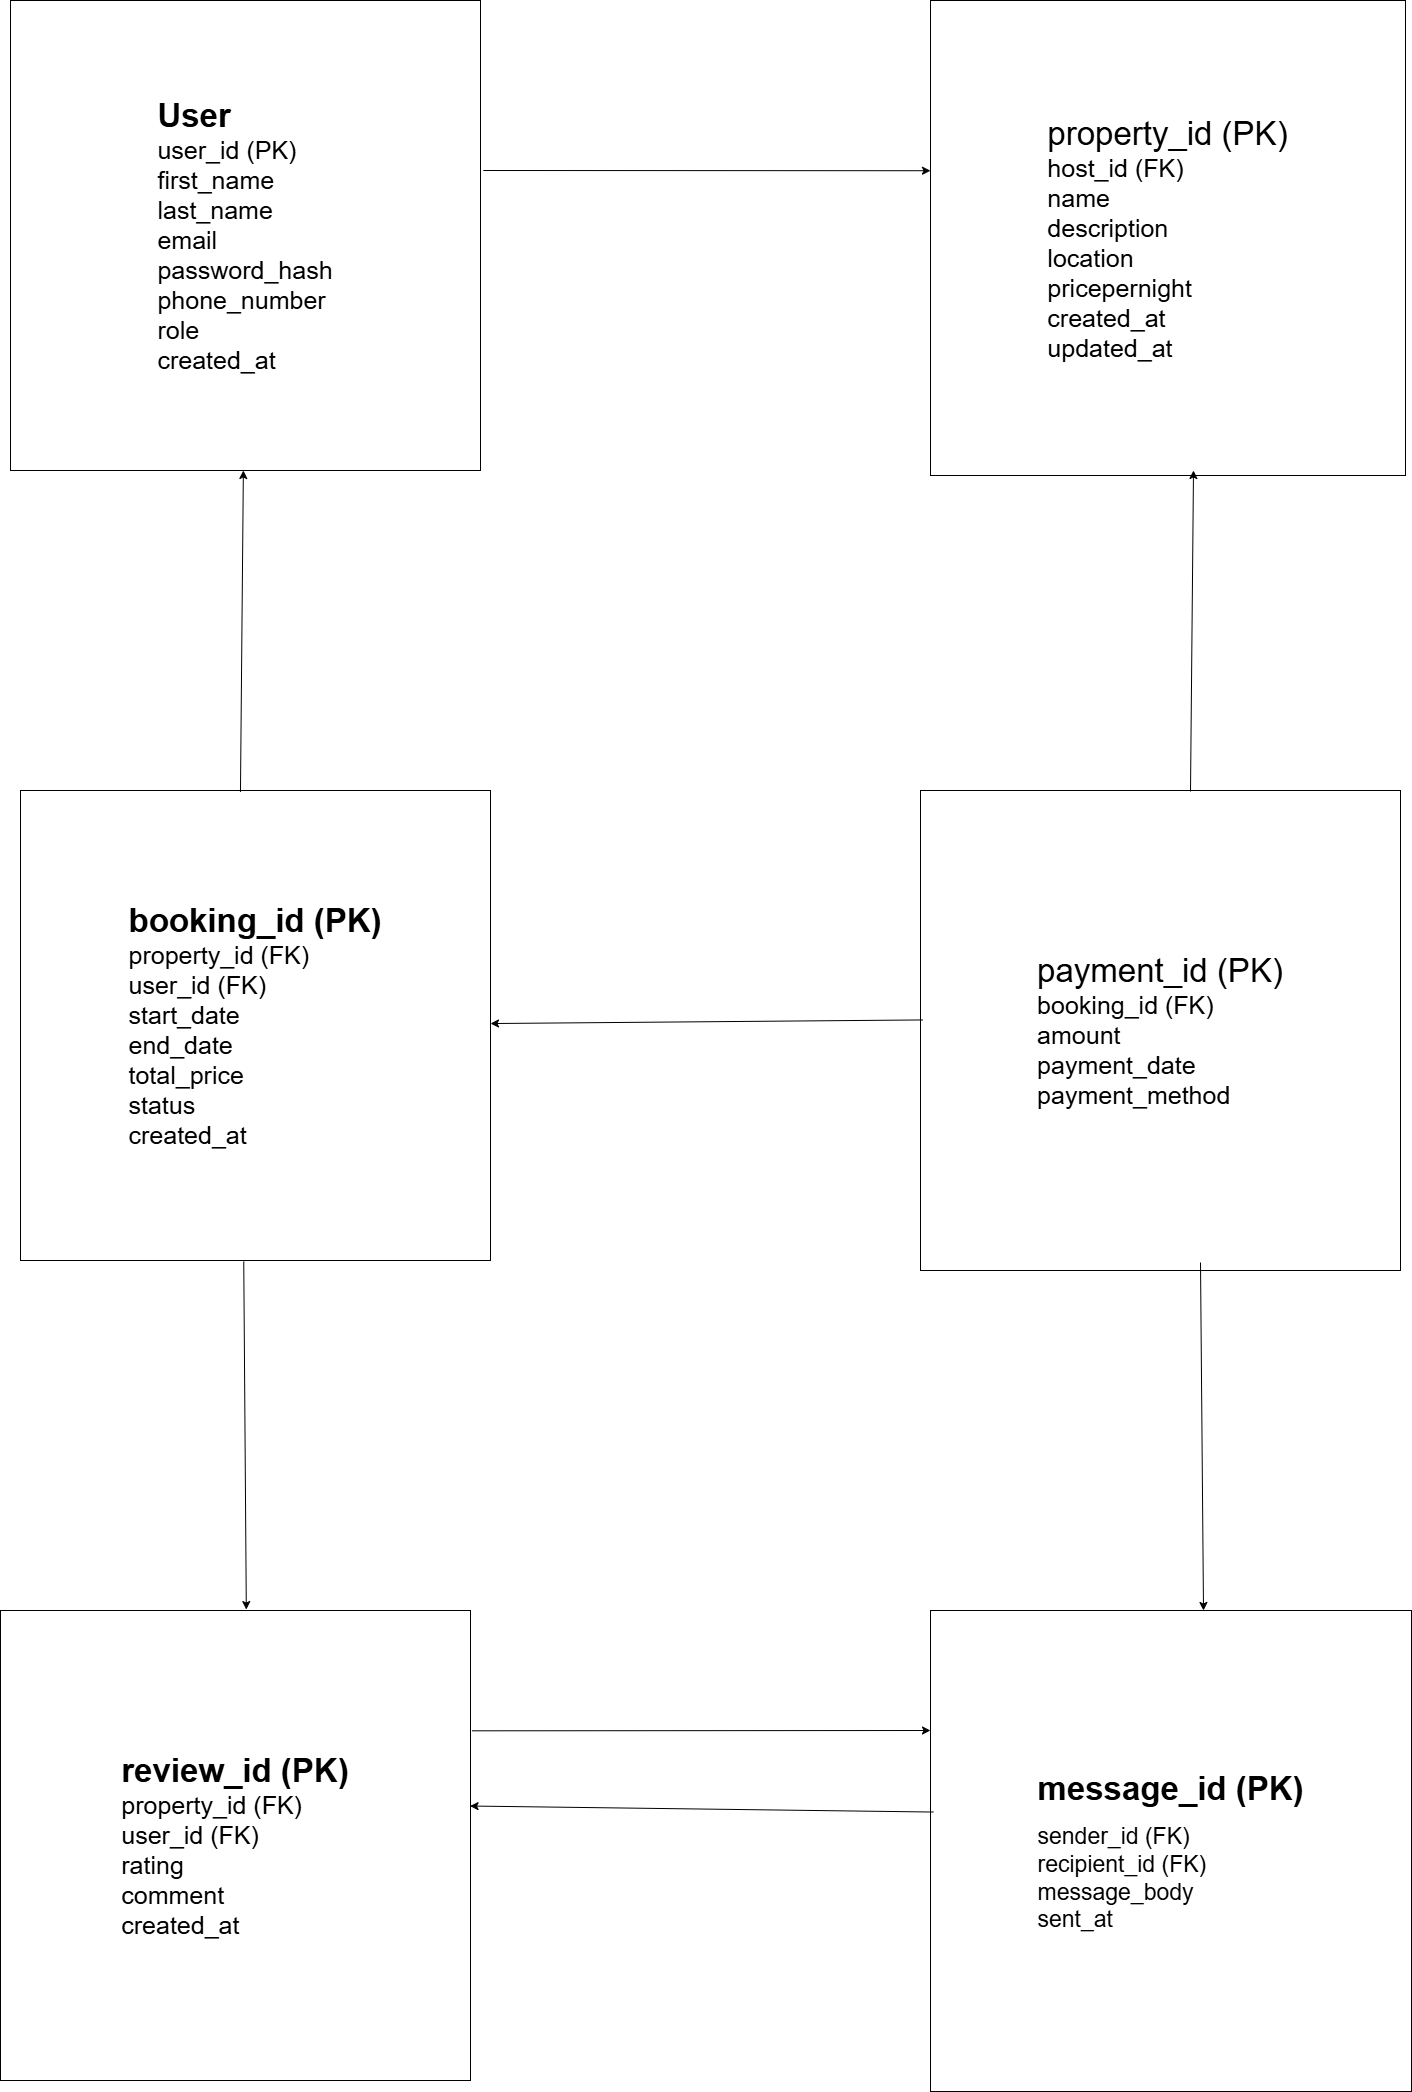 User
user_id (PK)
first_name
last_name
email
password_hash
phone_number
role
created_at
property_id (PK)
host_id (FK)
name
description
location
pricepernight
created_at
updated_at
booking_id (PK)
property_id (FK)
user_id (FK)
start_date
end_date
total_price
status
created_at
payment_id (PK)
booking_id (FK)
amount
payment_date
payment_method
review_id (PK)
property_id (FK)
user_id (FK)
rating
comment
created_at
message_id (PK)
sender_id (FK)
recipient_id (FK)
message_body
sent_at